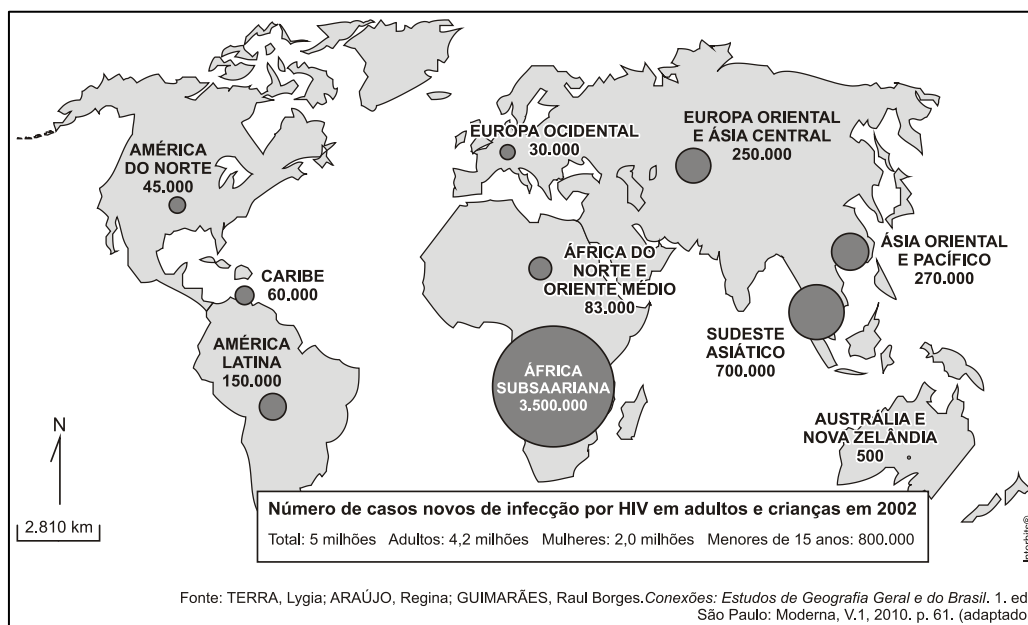 EUROPA OCIDENTAL
30.000
EUROPA ORIENTAL
E ÁSIA CENTRAL
250.000
AMÉRICA
DO NORTE
45.000
ÁSIA ORIENTAL
E PACÍFICO
270.000
ÁFRICA DO
NORTE E
ORIENTE MÉDIO
83.000
CARIBE
60.000
SUDESTE
ASIÁTICO
700.000
AMÉRICA
LATINA
150.000
ÁFRICA
SUBSAARIANA
3.500.000
AUSTRÁLIA E
NOVA ZELÂNDIA
500
N
2.810 km
Número de casos novos de infecção por HIV em adultos e crianças em 2002
Total: 5 milhões Adultos: 4,2 milhões Mulheres: 2,0 milhões Menores de 15 anos: 800.000
Interbits®
Fonte: TERRA, Lygia; ARAÚJO, Regina; GUIMARÃES, Raul Borges.Conexões: Estudos de Geografia Geral e do Brasil. 1. ed
São Paulo: Moderna, V.1, 2010. p. 61. (adaptado